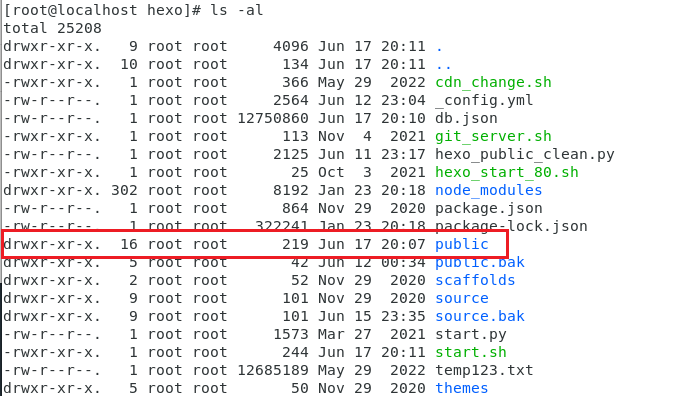 [root@localhost hexo]# ls -al
total 25208
drwxr-xr-x.   9 root root     4096 Jun 17 20:11 .
drwxr-xr-x.  10 root root      134 Jun 17 20:11 ..
-rwxr-xr-x.   1 root root      366 May 29  2022 cdn_change.sh
-rw-r--r--.   1 root root     2564 Jun 12 23:04 _config.yml
-rw-r--r--.   1 root root 12750860 Jun 17 20:10 db.json
-rwxr-xr-x.   1 root root      113 Nov  4  2021 git_server.sh
-rw-r--r--.   1 root root     2125 Jun 11 23:17 hexo_public_clean.py
-rwxr-xr-x.   1 root root       25 Oct  3  2021 hexo_start_80.sh
drwxr-xr-x. 302 root root     8192 Jan 23 20:18 node_modules
-rw-r--r--.   1 root root      864 Nov 29  2020 package.json
-rw-r--r--.   1 root root   322241 Jan 23 20:18 package-lock.json
drwxr-xr-x.  16 root root      219 Jun 17 20:07 public
drwxr-xr-x.   5 root root       42 Jun 12 00:34 public.bak
drwxr-xr-x.   2 root root       52 Nov 29  2020 scaffolds
drwxr-xr-x.   9 root root      101 Nov 29  2020 source
drwxr-xr-x.   9 root root      101 Jun 15 23:35 source.bak
-rw-r--r--.   1 root root     1573 Mar 27  2021 start.py
-rwxr-xr-x.   1 root root      244 Jun 17 20:11 start.sh
-rw-r--r--.   1 root root 12685189 May 29  2022 temp123.txt
drwxr-xr-x.   5 root root       50 Nov 29  2020 themes